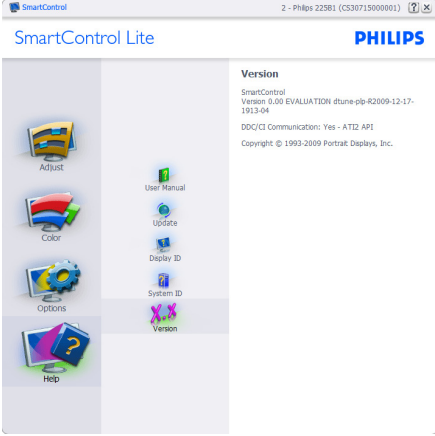 SmartControl
2 - Philips 225B1 (CS30715000001)
SmartControl Lite
PHILIPS
Adjust
Color
Options
Help
User Manual
Update
Display ID
System ID
X.X
Version
Version
SmartControl
Version 0.00 EVALUATION dtune-plp-R2009-12-17-
1913-04
DDC/CI Communication: Yes - ATI2 API
Copyright © 1993-2009 Portrait Displays, Inc.